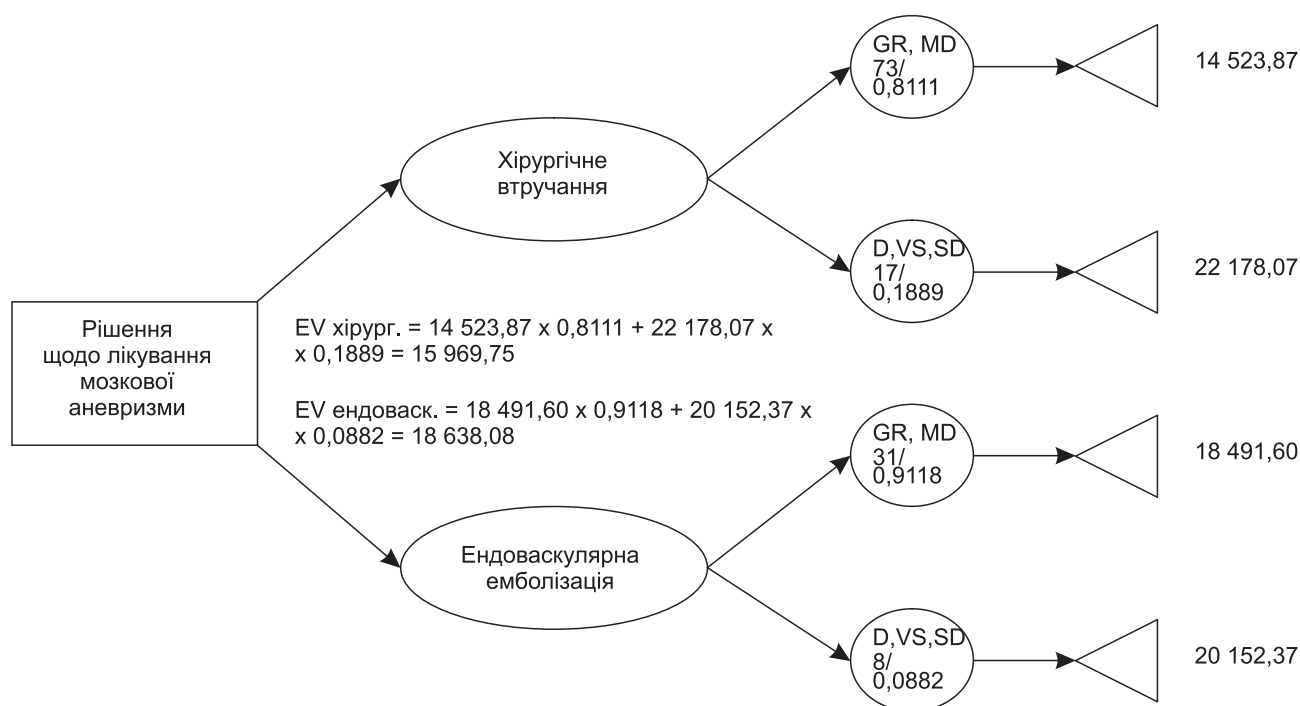 GR, MD
73/
0,8111
14 523,87
Хірургічне
втручання
D,VS,SD
17/
0,1889
22 178,07
Рішення
щодо лікування
мозкової
аневризми
EV хірург. = 14 523,87 x 0,8111 + 22 178,07 x
x 0,1889 = 15 969,75
EV ендоваск. = 18 491,60 x 0,9118 + 20 152,37 x
x 0,0882 = 18 638,08
GR, MD
31/
0,9118
18 491,60
Ендоваскулярна
емболізація
D,VS,SD
8/
0,0882
20 152,37